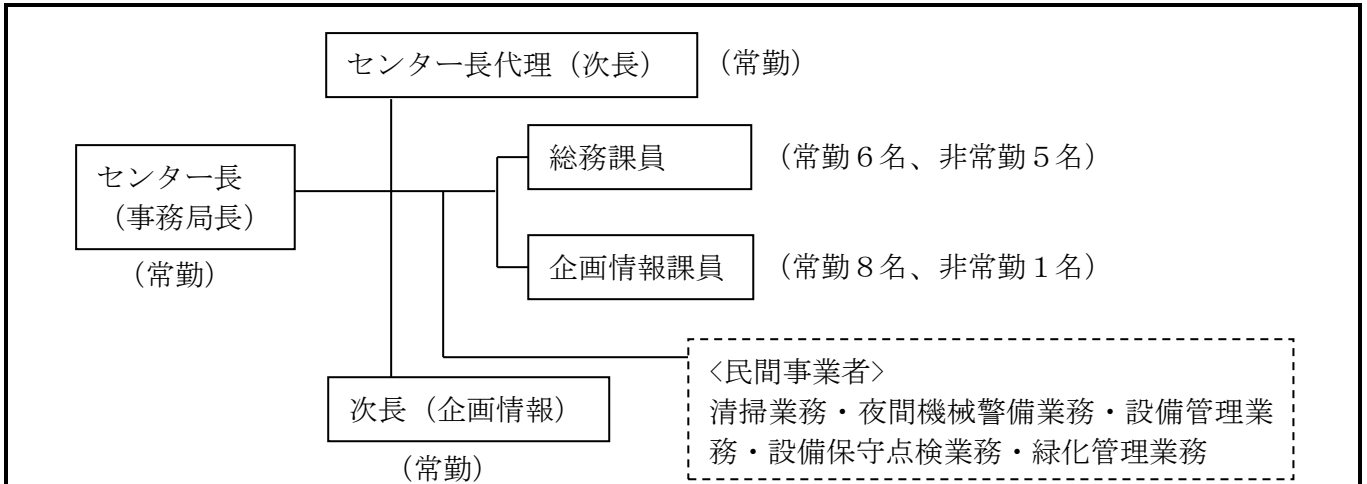 センター長代理（次長）
（常勤）
総務課員
（常勤６名、非常勤５名）
センター長
（事務局長）
（常勤）
企画情報課員
（常勤８名、非常勤１名）
<民間事業者>
清掃業務・夜間機械警備業務・設備管理業
務・設備保守点検業務・緑化管理業務
次長（企画情報）
（常勤）